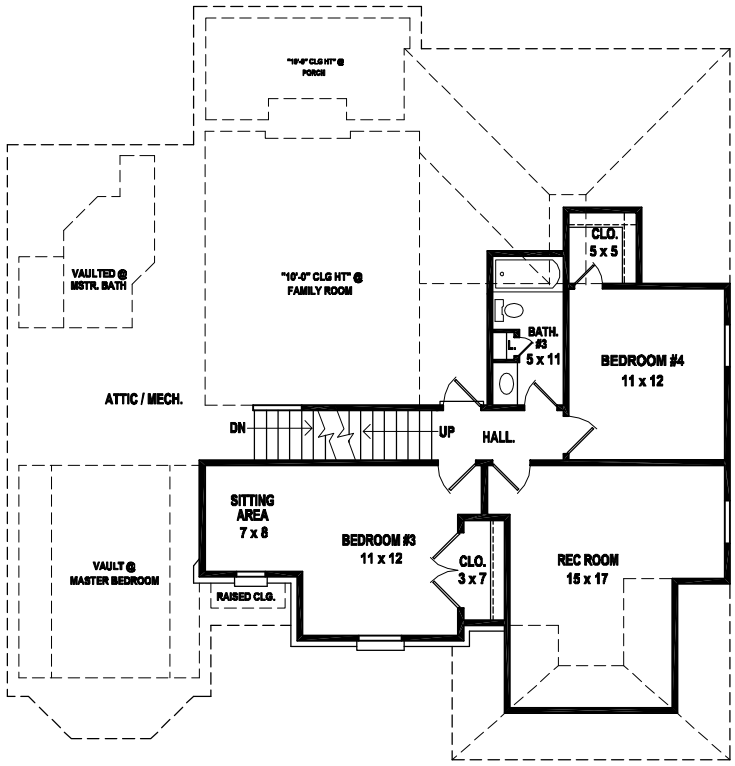 "10'-0" CLG HT" @
PORCH
CLO.
5 x 5
VAULTED @
MSTR. BATH
"10'-0" CLG HT" @
FAMILY ROOM
BATH.
#3
5 x 11
L.
BEDROOM #4
11 x 12
ATTIC / MECH.
DN
UP
HALL.
SITTING
AREA
7 x 8
BEDROOM #3
11 x 12
CLO.
3 x 7
REC ROOM
15 x 17
VAULT @
MASTER BEDROOM
RAISED CLG.